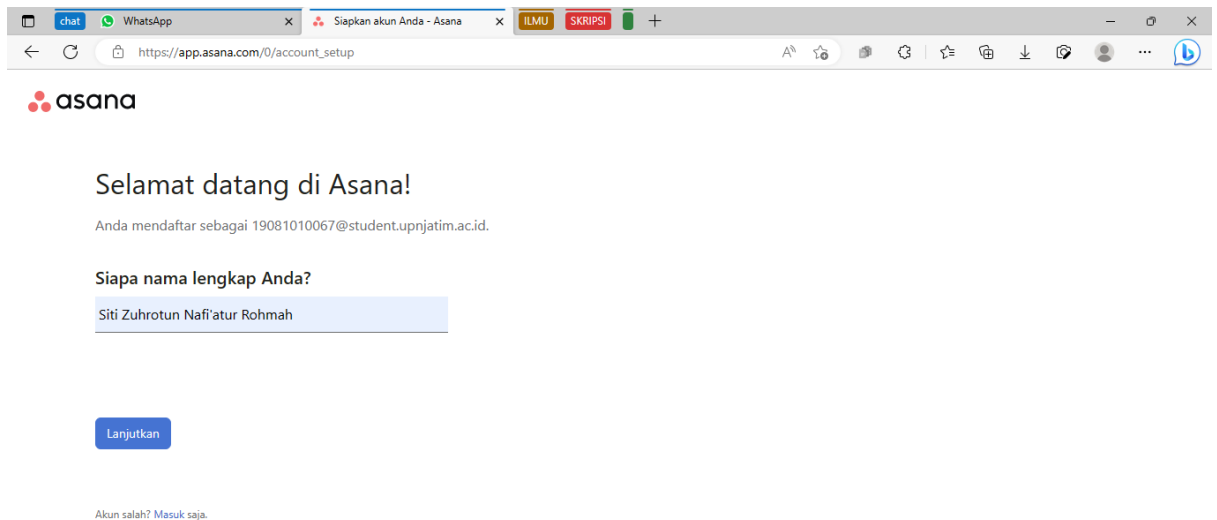 chat WhatsApp Siapkan akun Anda - Asana ILMU SKRIPSI
https://app.asana.com/0/account_setup
asana
Selamat datang di Asana!
Anda mendaftar sebagai 19081010067@student.upnjatim.ac.id.
Siapa nama lengkap Anda?
Siti Zuhrotun Nafi'atur Rohmah
Lanjutkan
Akun salah? Masuk saja.